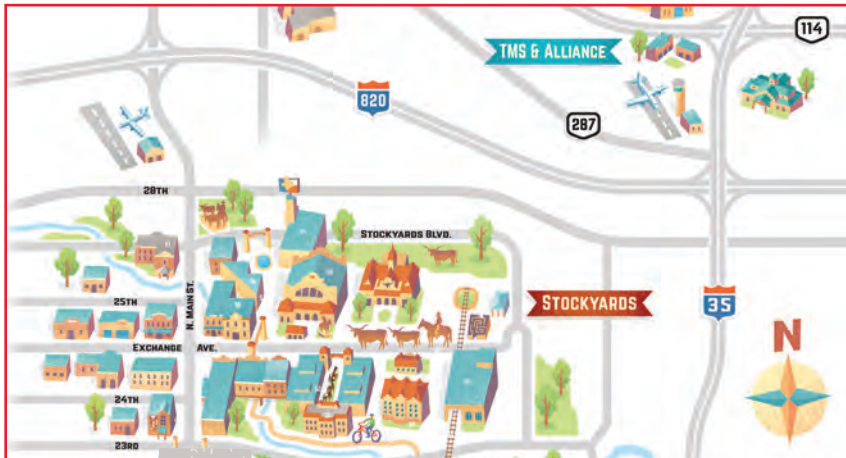 114
TMS & ALLIANCE
820
287
28TH
STOCKYARDS BLVD.
N. MAIN ST.
25TH
STOCKYARDS
35
EXCHANGE AVE.
N
24TH
23RD